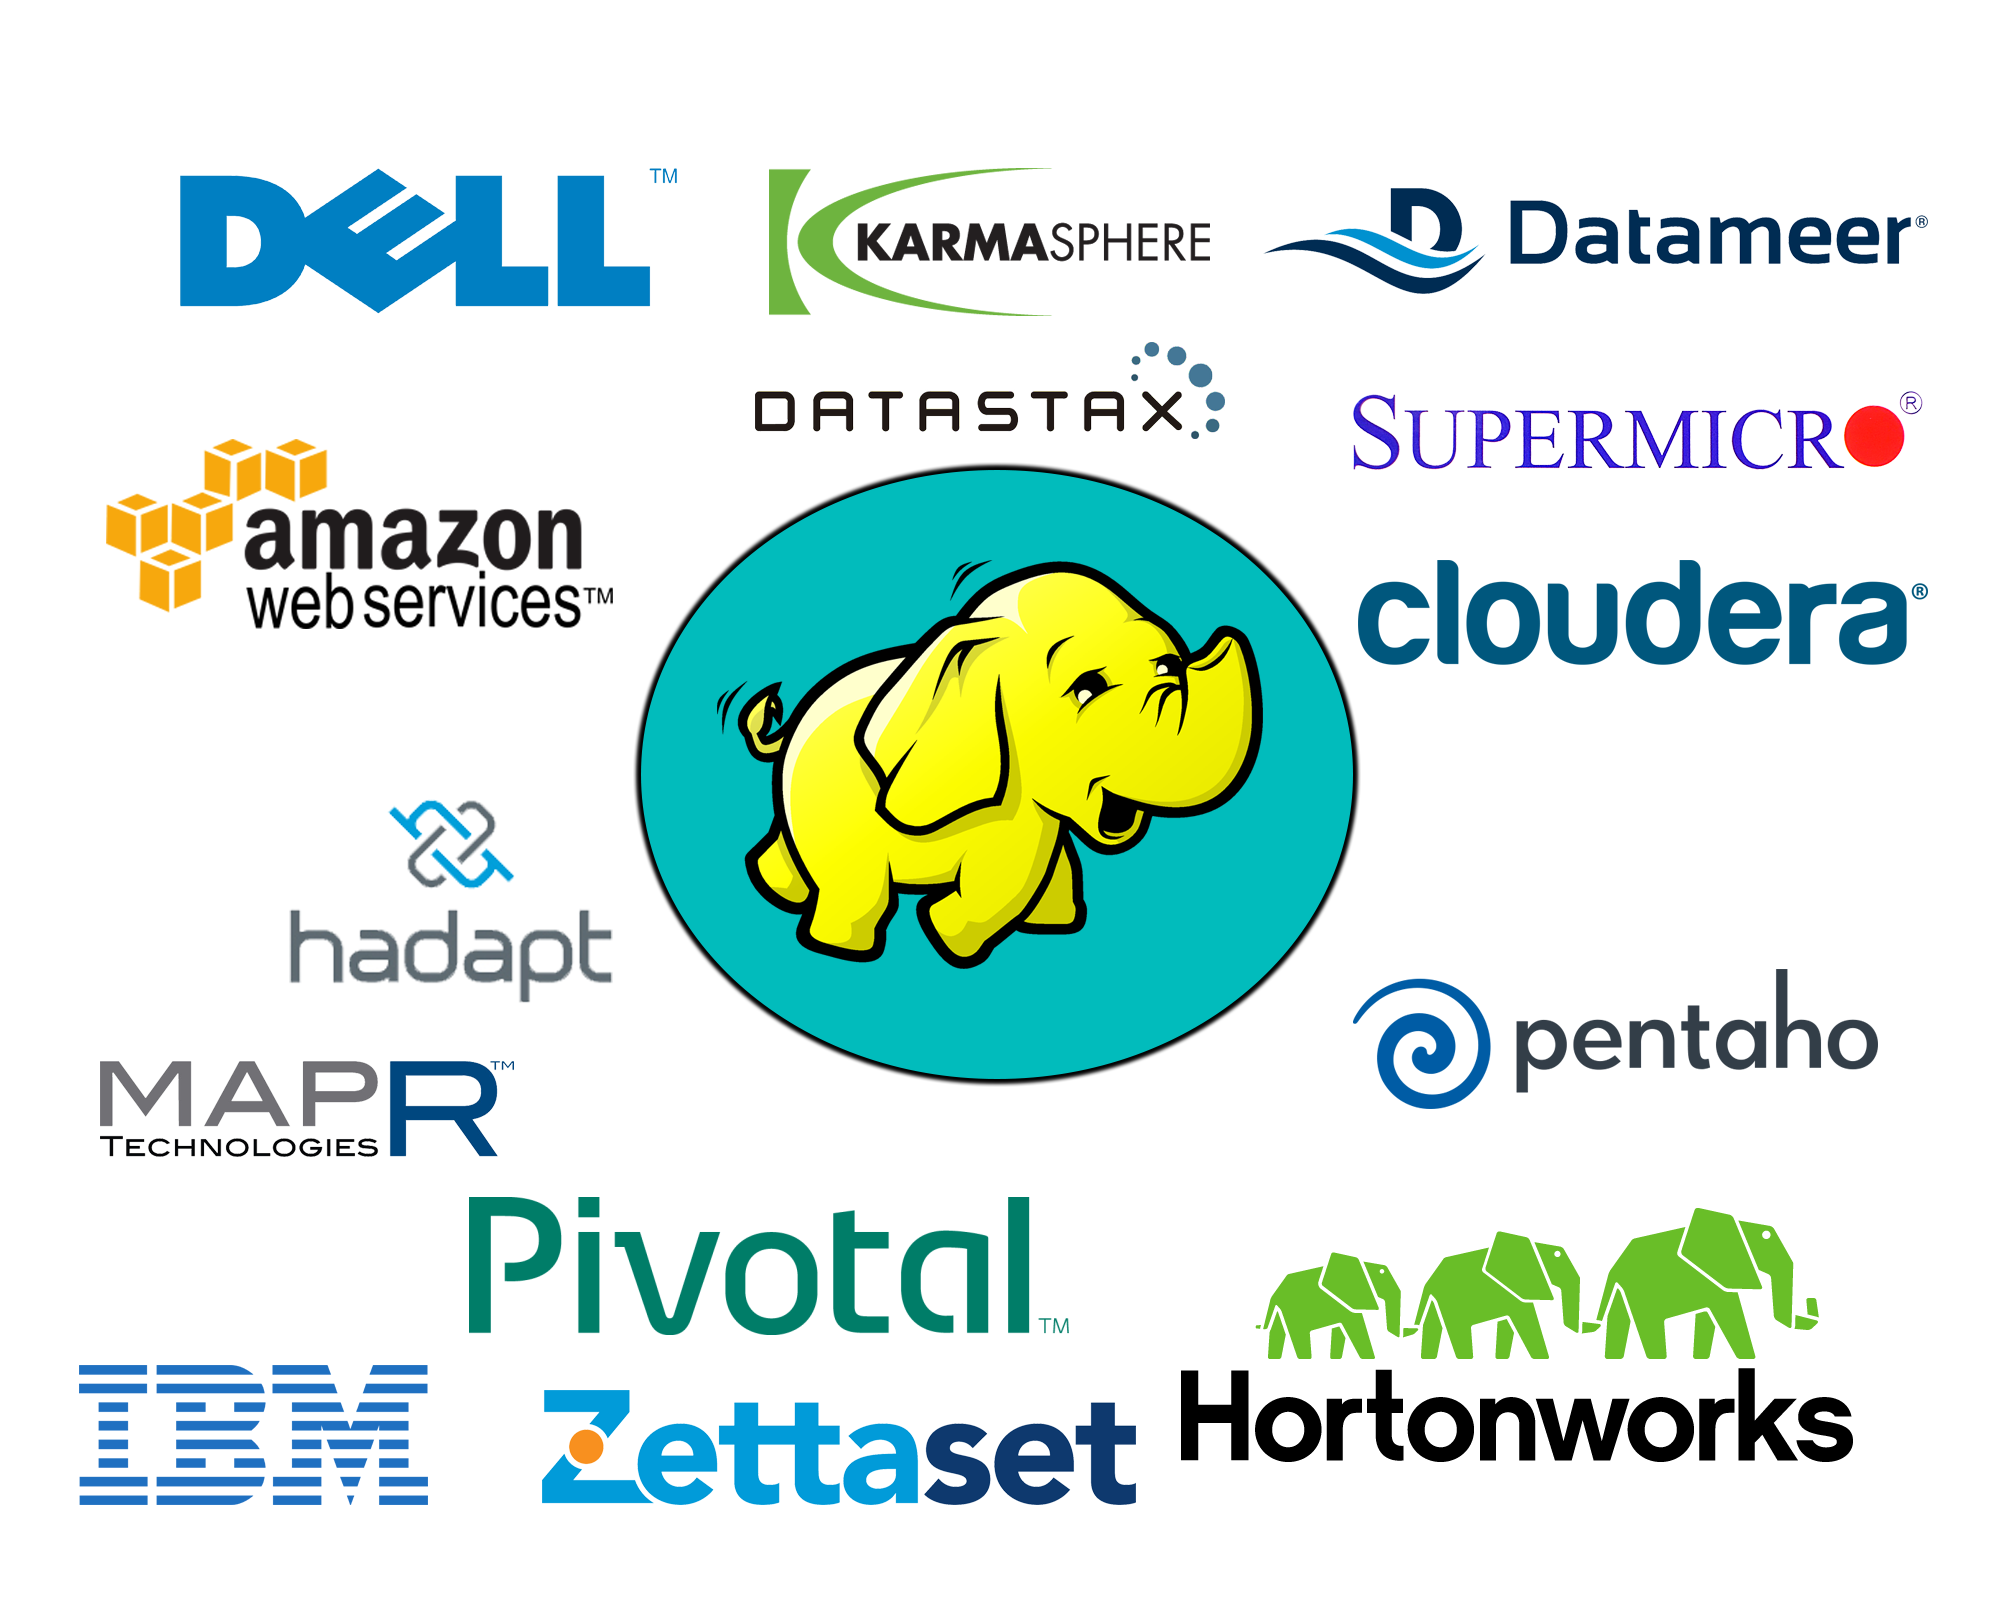 DELL™
KARMASPHERE
Datameer®
DATASTAX
SUPERMICRO®
amazon
web services™
cloudera®
hadapt
pentaho
MAPR™
TECHNOLOGIES
Pivotal™
IBM
Zettaset
Hortonworks